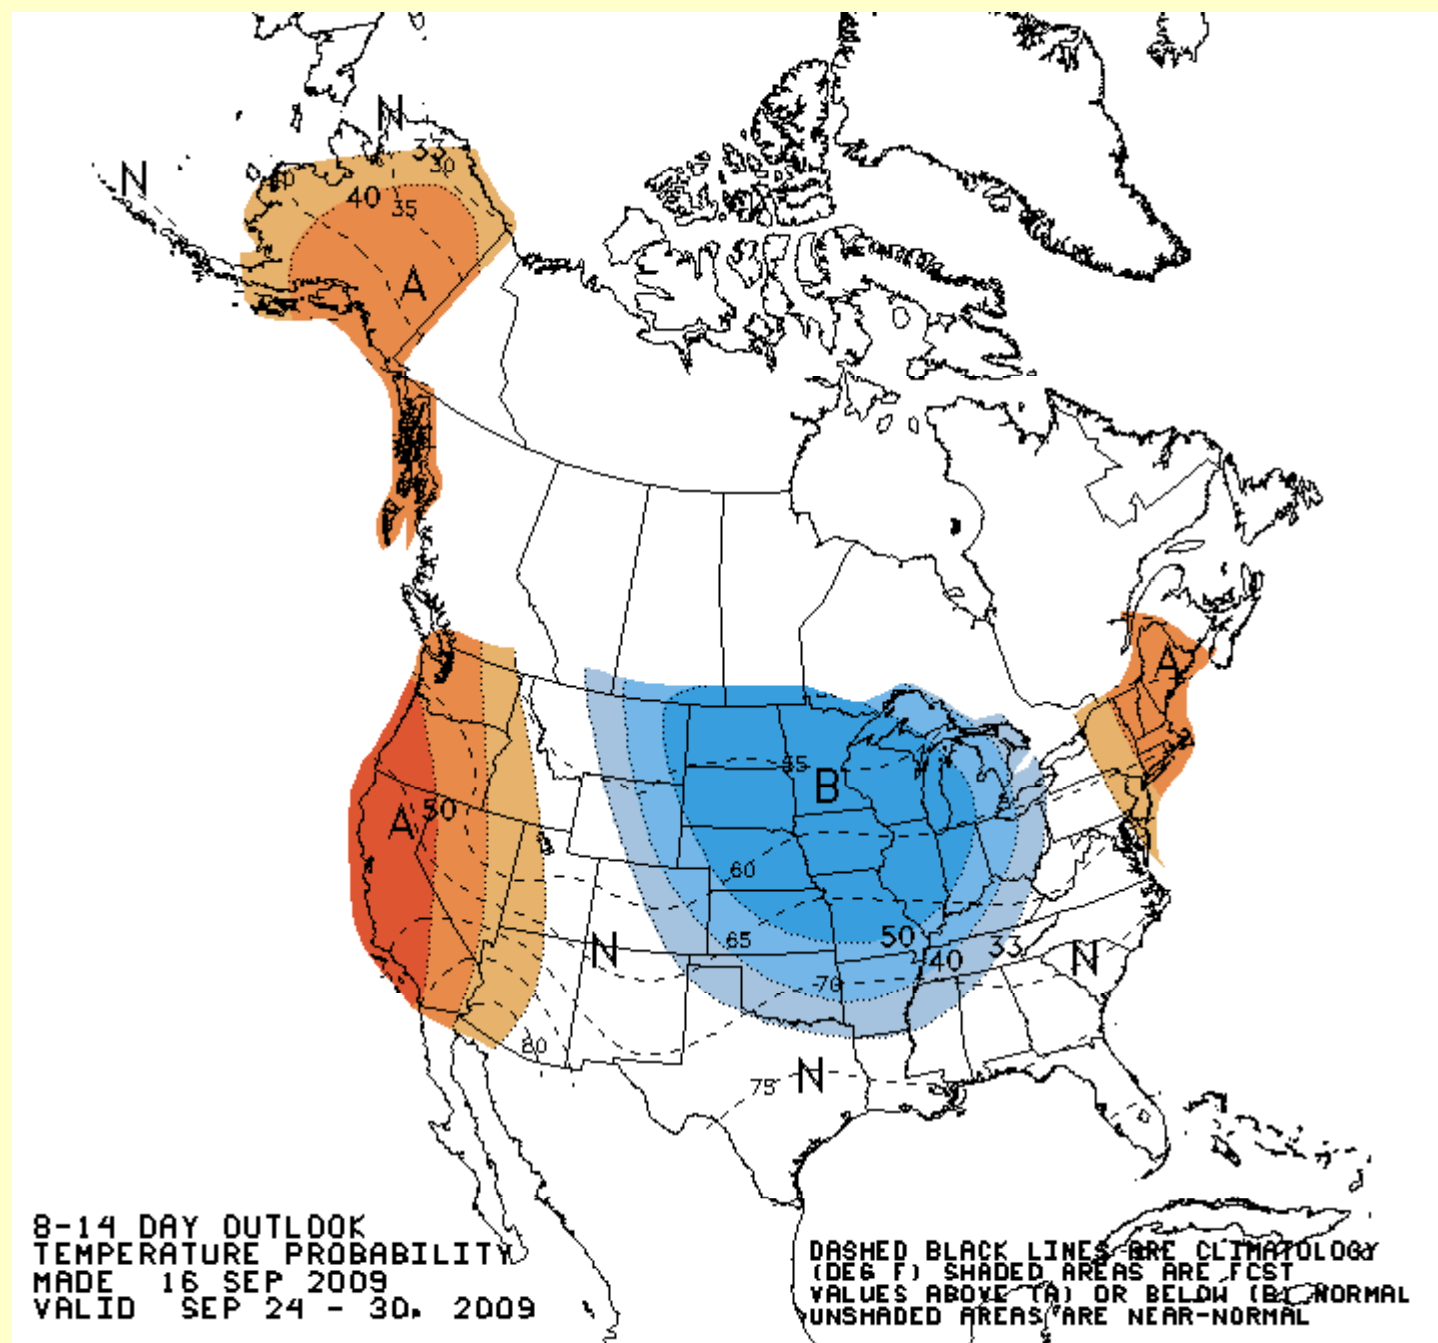 N
33
30
N
40
40
35
A
A
50
A
45
B
60
N
65
50
40
33
N
70
80
75
N
8-14 DAY OUTLOOK
TEMPERATURE PROBABILITY
MADE 16 SEP 2009
VALID SEP 24 - 30, 2009
DASHED BLACK LINES ARE CLIMATOLOGY
(DEG F) SHADED AREAS ARE FCST
VALUES ABOVE (A) OR BELOW (B) NORMAL
UNSHADED AREAS ARE NEAR-NORMAL